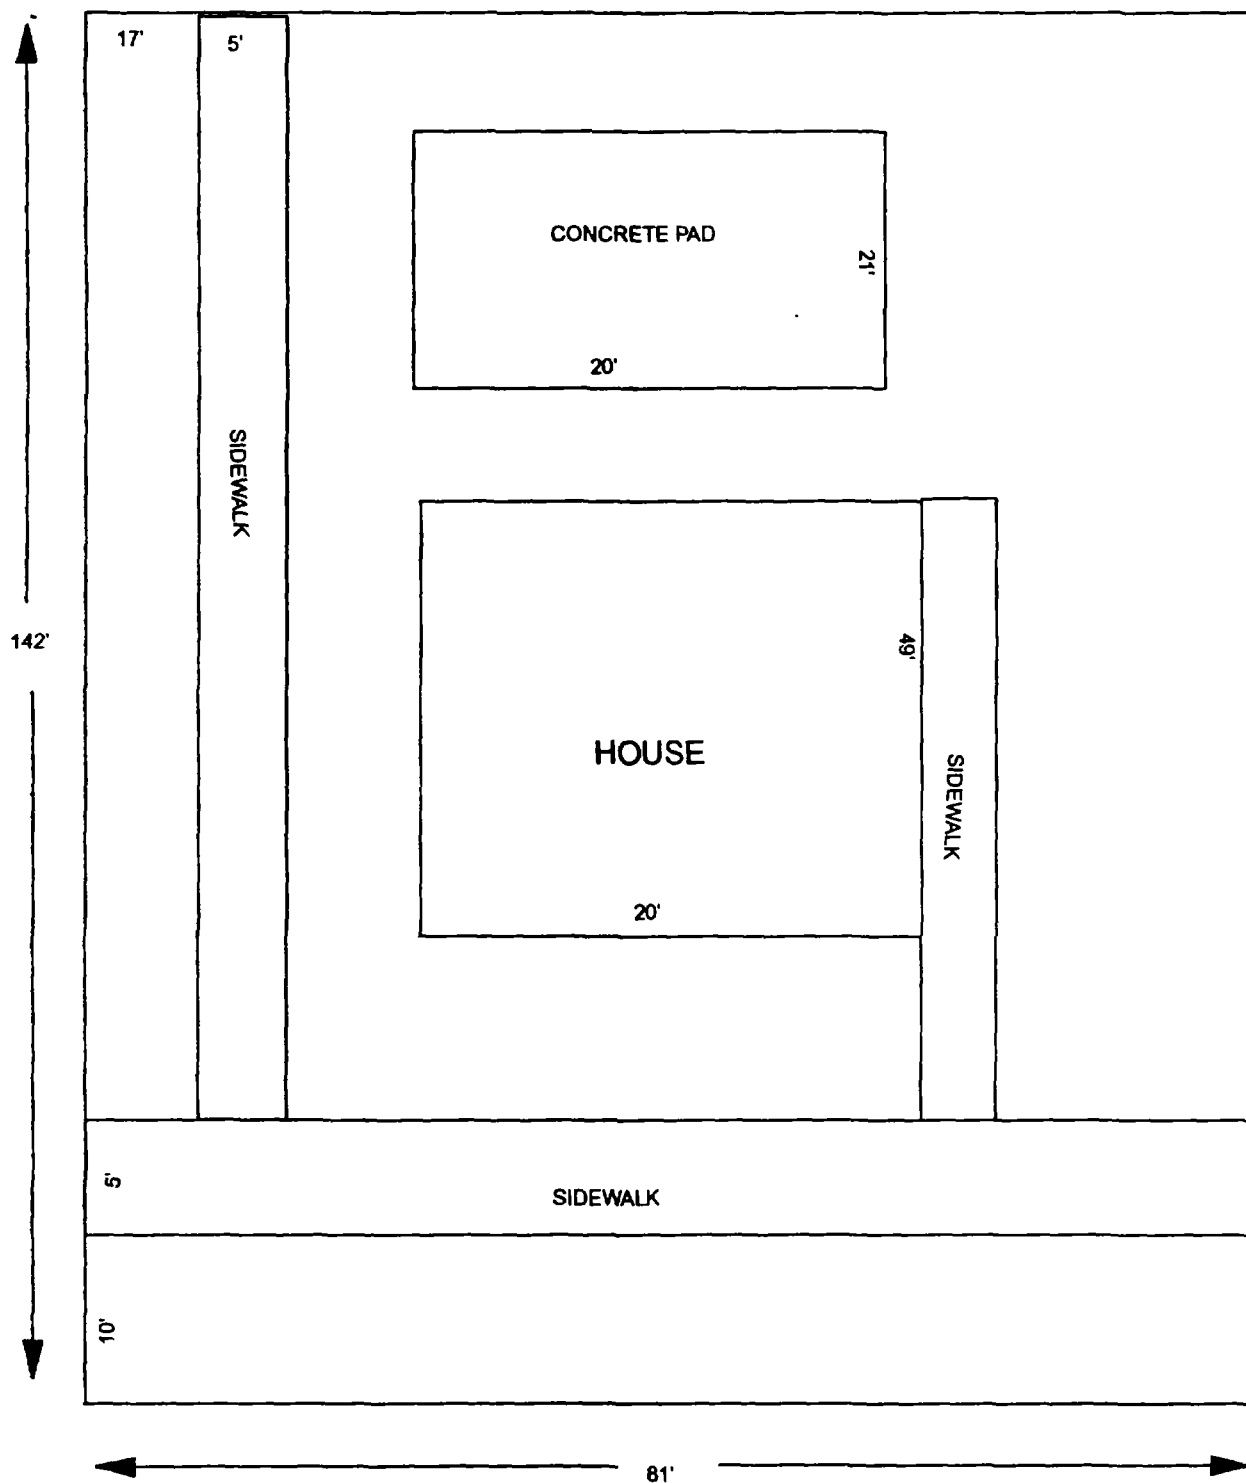 17'
5'
CONCRETE PAD
21'
20'
SIDEWALK
142'
49'
HOUSE
SIDEWALK
20'
5'
SIDEWALK
10'
81'